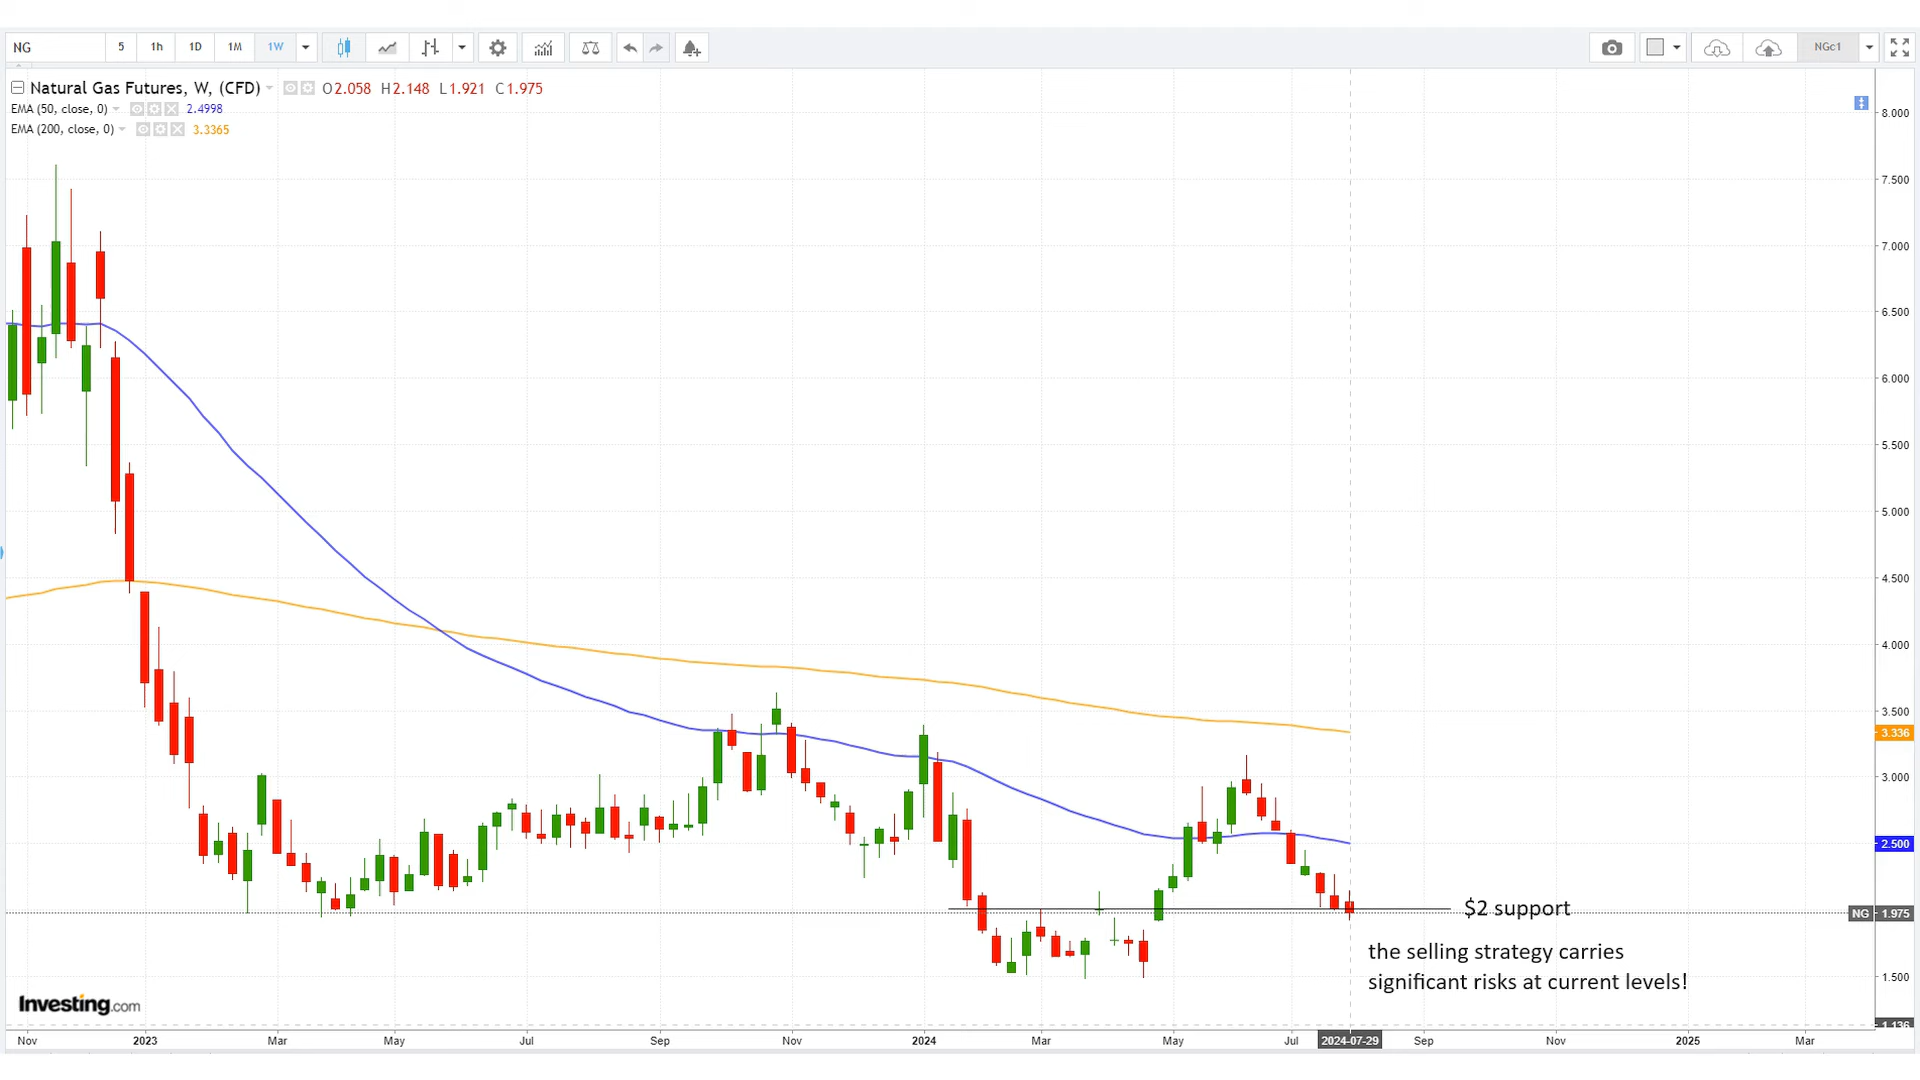 NG
5
1h
1D
1M
1W
NGc1
Natural Gas Futures, W, (CFD)
O2.058 H2.148 L1.921 C1.975
EMA (50, close, 0) 2.4998
EMA (200, close, 0) 3.3365
8.000
7.500
7.000
6.500
6.000
5.500
5.000
4.500
4.000
3.500
3.336
3.000
2.500
$2 support
NG 1.975
the selling strategy carries
significant risks at current levels!
1.500
Investing.com
1.136
Nov 2023 Mar May Jul Sep Nov 2024 Mar May Jul 2024-07-29 Sep Nov 2025 Mar